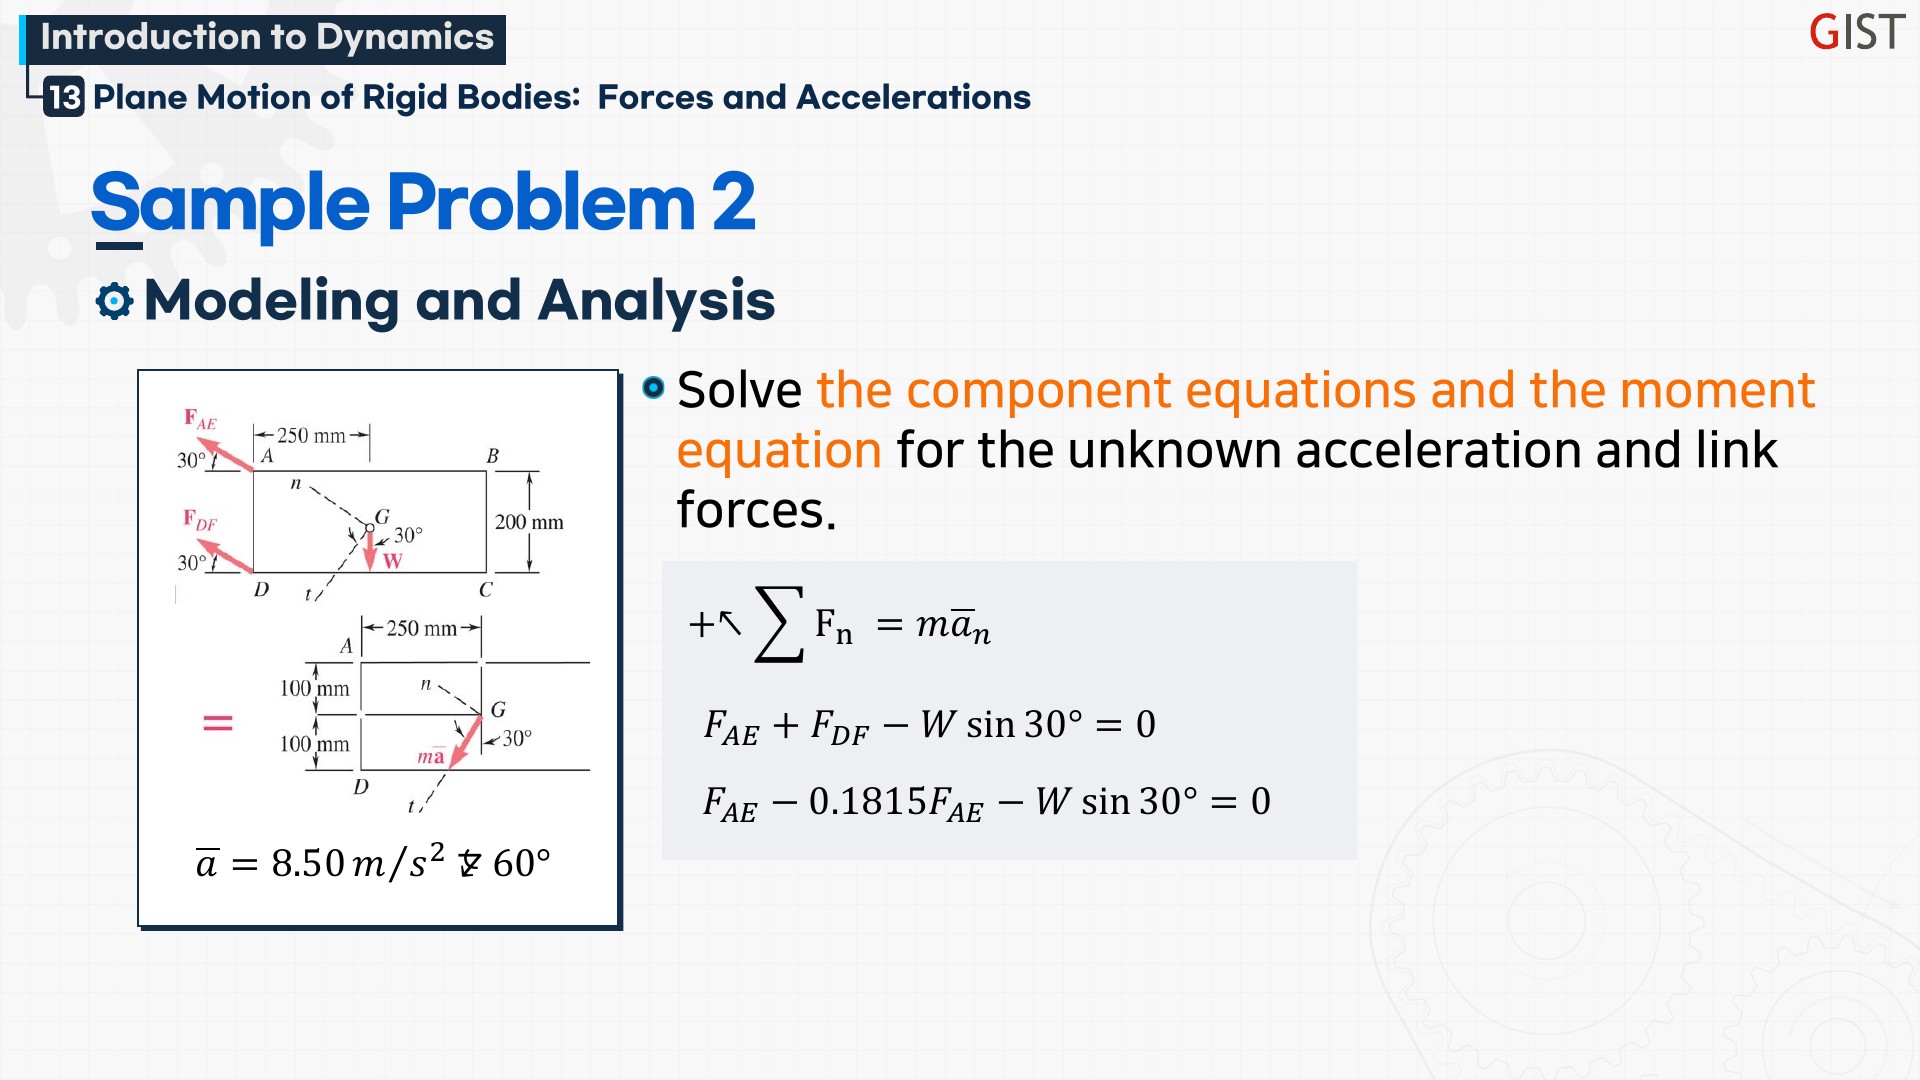 Introduction to Dynamics
GIST
13 Plane Motion of Rigid Bodies: Forces and Accelerations
Sample Problem 2
Modeling and Analysis
F_AE
250 mm
30°
A
B
n
F_DF
G
30°
200 mm
30°
W
D
t
C
250 mm
A
100 mm
n
G
=
100 mm
30°
ma̅
D
t
a̅ = 8.50 m/s² ⦪ 60°
Solve the component equations and the moment
equation for the unknown acceleration and link
forces.
+↖ ∑ F_n = ma̅_n
F_AE + F_DF − W sin 30° = 0
F_AE − 0.1815F_AE − W sin 30° = 0